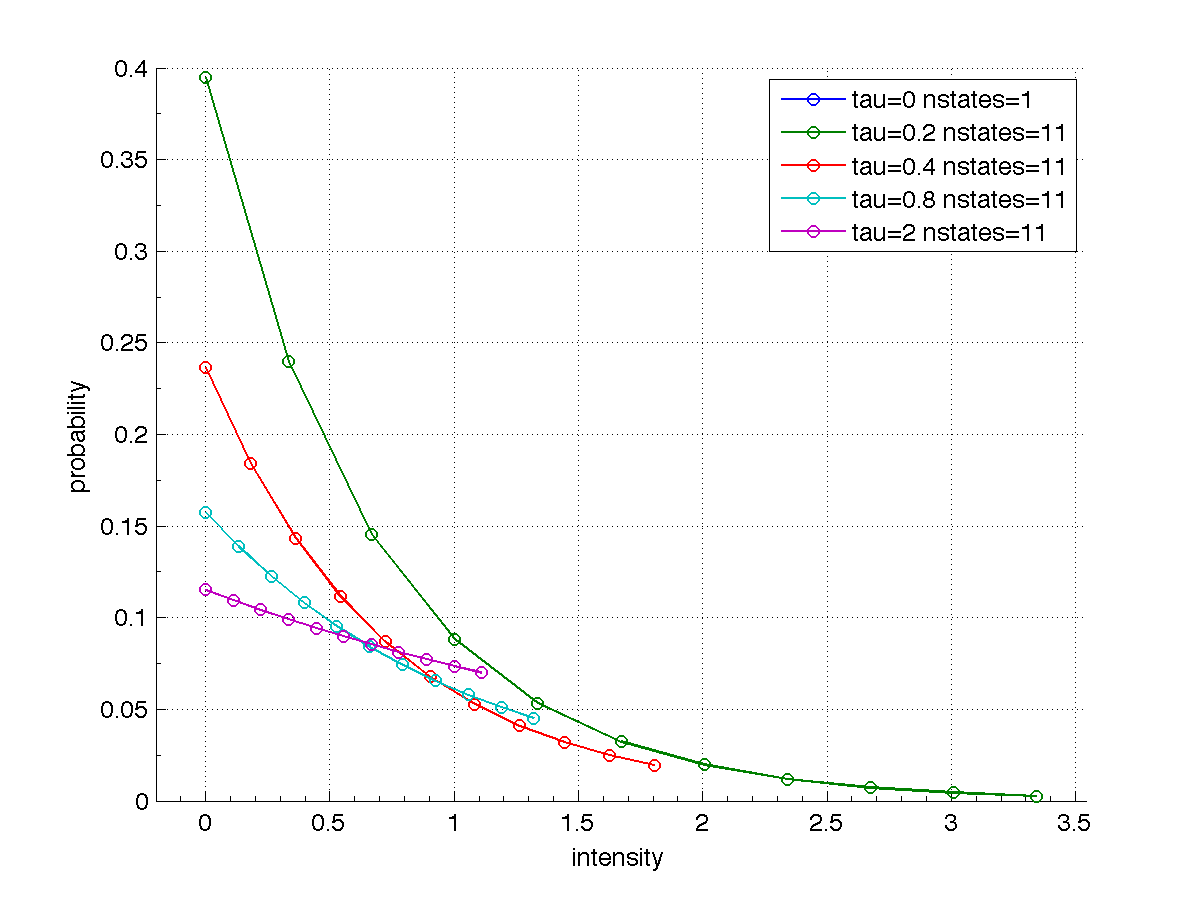 0.4
0.35
0.3
0.25
0.2
0.15
0.1
0.05
0
probability
tau=0 nstates=1
tau=0.2 nstates=11
tau=0.4 nstates=11
tau=0.8 nstates=11
tau=2 nstates=11
0 0.5 1 1.5 2 2.5 3 3.5
intensity